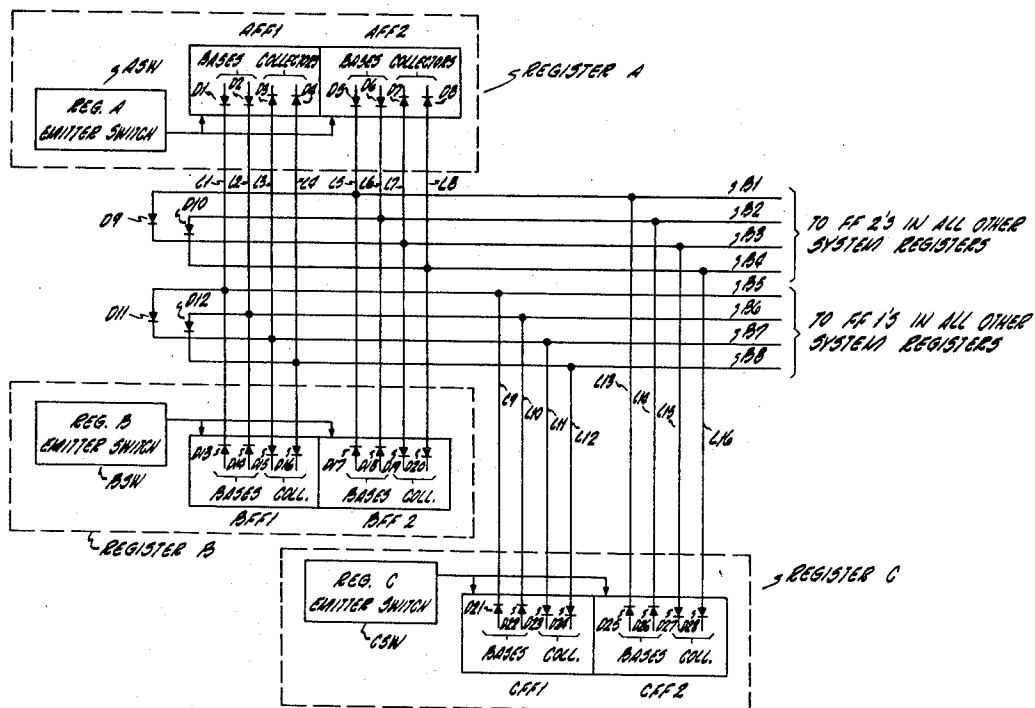 AFF1 AFF2
ASW
BASES COLLECTORS BASES COLLECTORS
REGISTER A
D1 D2 D3 D4 D5 D6 D7 D8
REG. A
EMITTER SWITCH
L1 L2 L3 L4 L5 L6 L7 L8
B1
D9 D10
B2
TO FF 2'S IN ALL OTHER
SYSTEM REGISTERS
B3
B4
B5
D11 D12
B6
TO FF 1'S IN ALL OTHER
SYSTEM REGISTERS
B7
B8
L9 L10 L11 L12 L13 L14 L15 L16
REG. B
EMITTER SWITCH
BSW
D13 D14 D15 D16 D17 D18 D19 D20
BASES COLL. BASES COLL.
BFF1 BFF2
REGISTER B
REGISTER C
REG. C
EMITTER SWITCH
CSW
D21 D22 D23 D24 D25 D26 D27 D28
BASES COLL. BASES COLL.
CFF1 CFF2